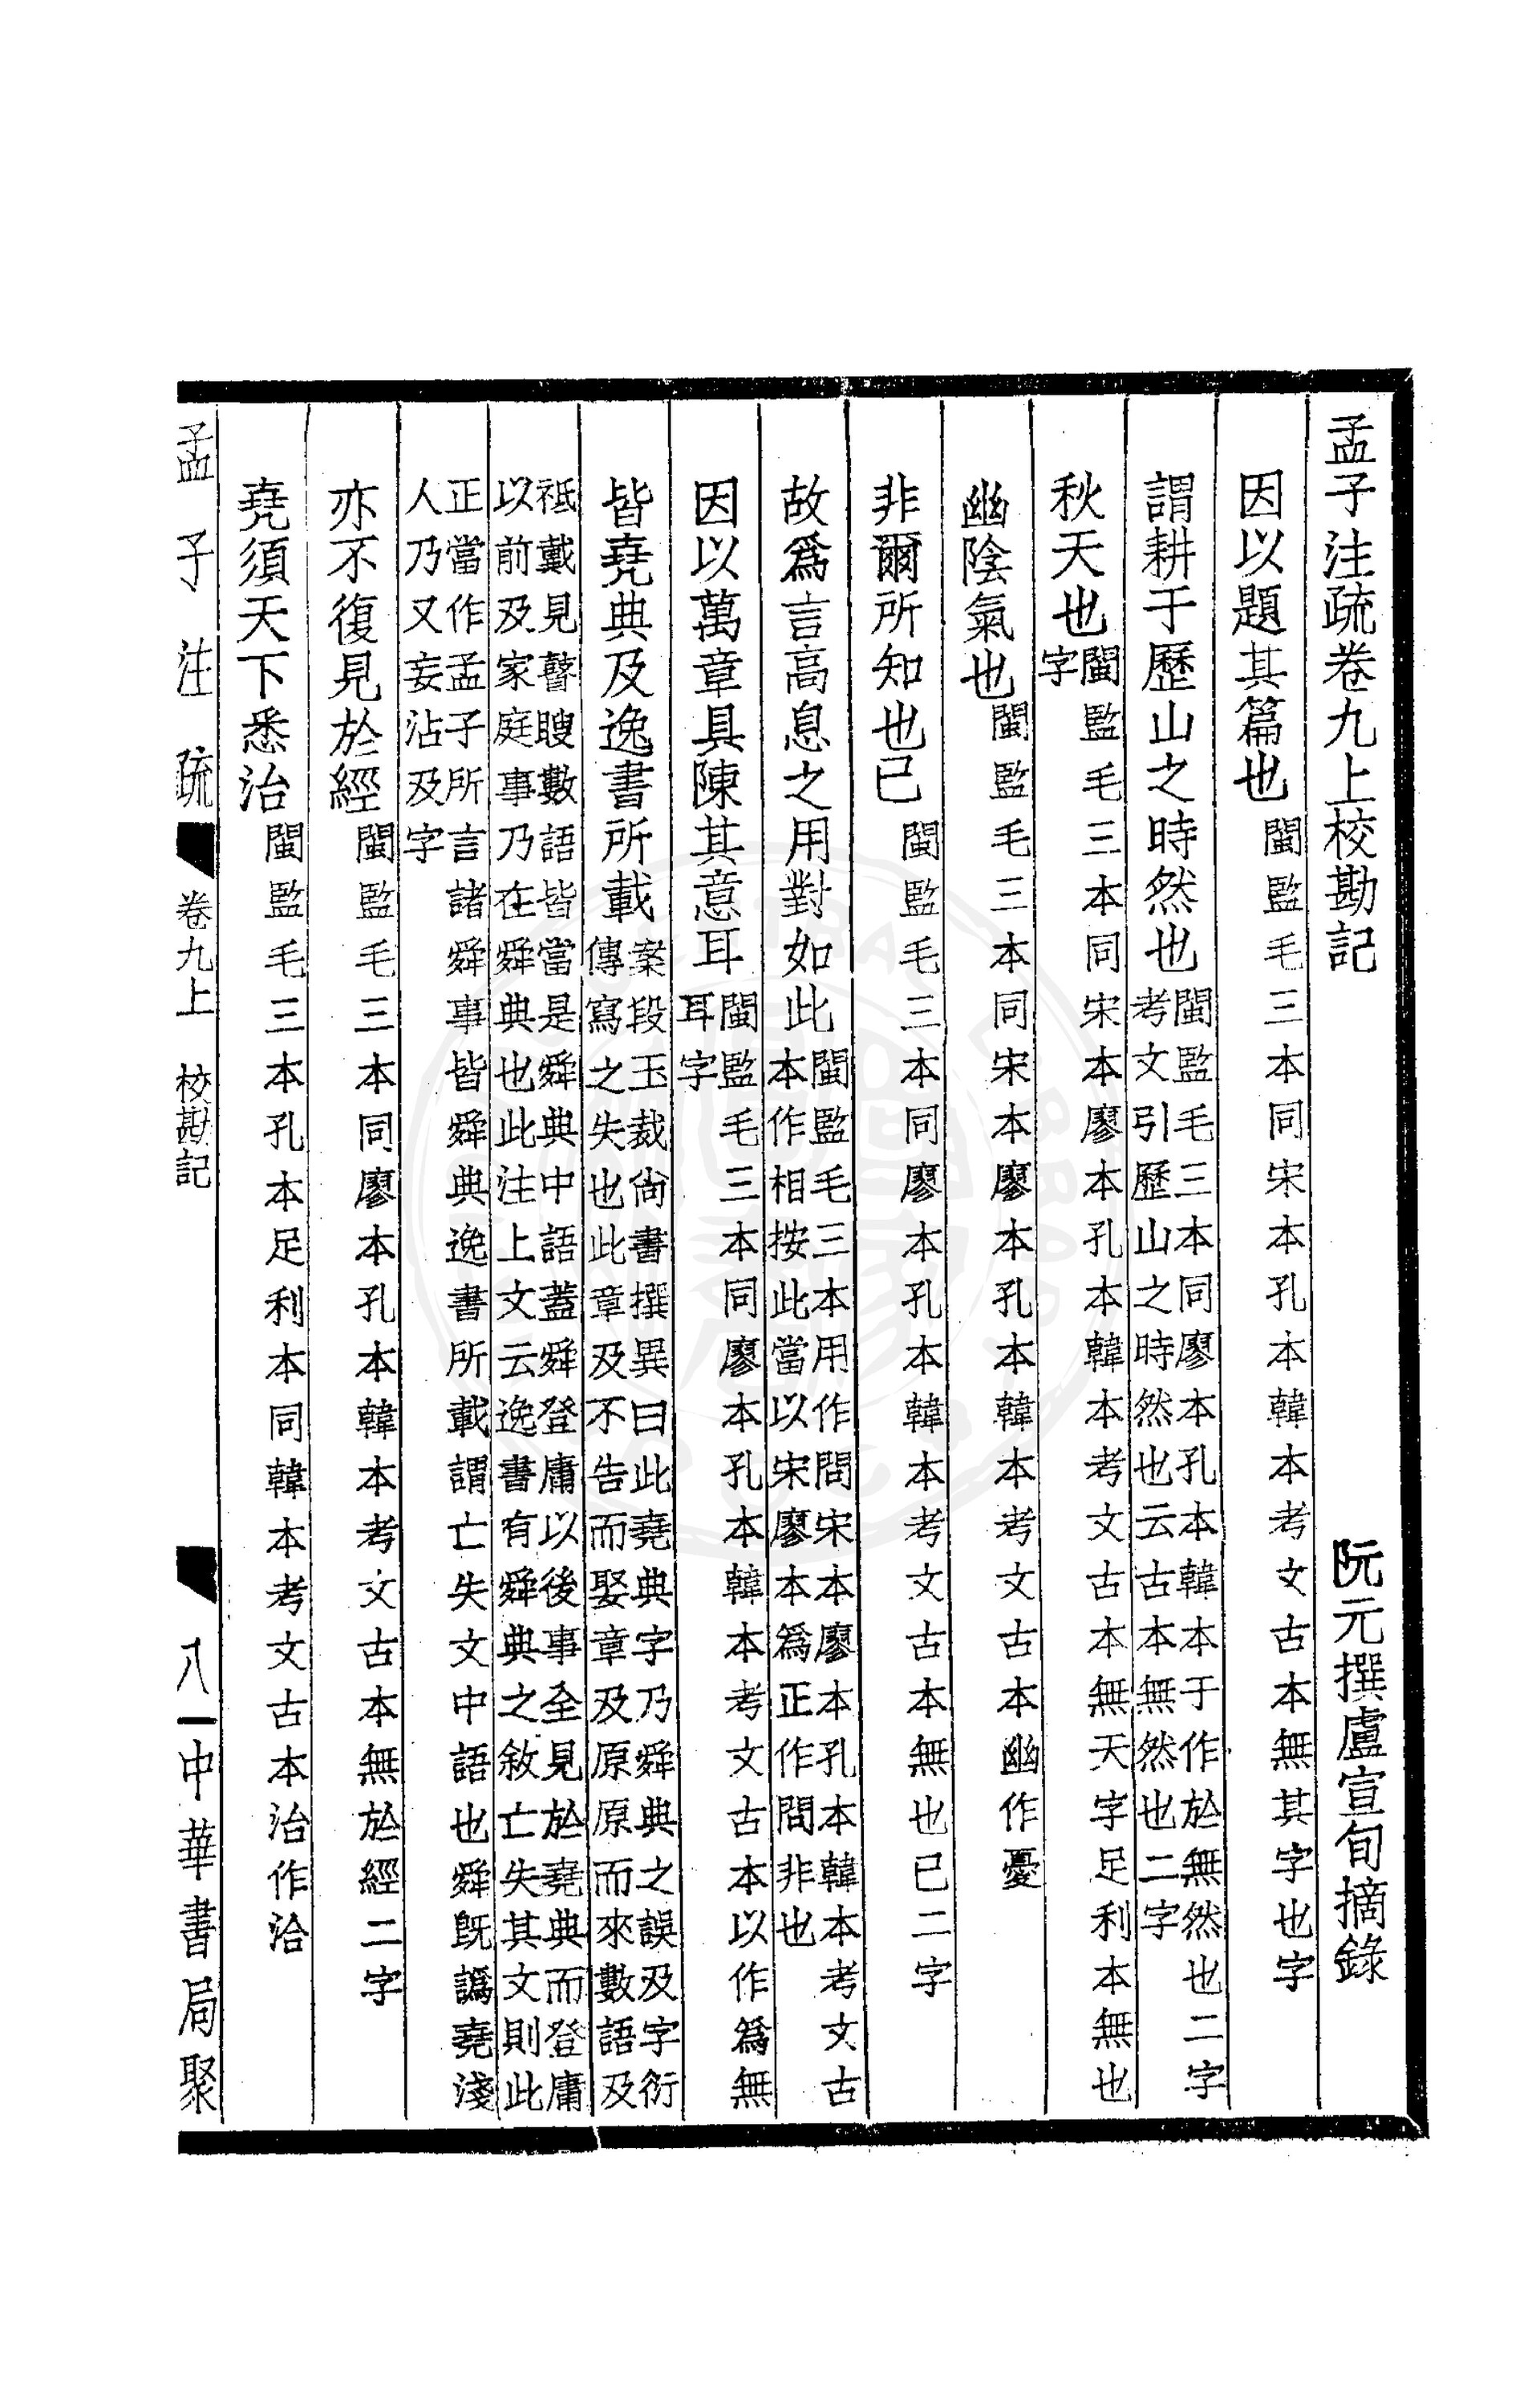 孟子注疏卷九上校勘記　阮元撰盧宣旬摘錄
因以題其篇也閩監毛三本同宋本孔本韓本考文古本無其字也字
謂耕于歷山之時然也閩監毛三本同廖本孔本韓本于作於無然也二字
考文引歷山之時然也云古本無然也二字
秋天也閩監毛三本同宋本廖本孔本韓本考文古本無天字足利本無也
字
幽陰氣也閩監毛三本同宋本廖本孔本韓本考文古本幽作憂
非爾所知也已閩監毛三本同廖本孔本韓本考文古本無也已二字
故爲言高息之用對如此閩監毛三本用作問宋本廖本孔本韓本考文古
本作相按此當以宋廖本爲正作間非也
因以萬章具陳其意耳閩監毛三本同廖本孔本韓本考文古本以作爲無
耳字
皆堯典及逸書所載案段玉裁尚書撰異曰此堯典字乃舜典之誤及字衍
傳寫之失也此章及不告而娶章及原原而來數語及
祗戴見瞽瞍數語皆當是舜典中語蓋舜登庸以後事全見於堯典而登庸
以前及家庭事乃在舜典也此注上文云逸書有舜典之敘亡失其文則此
正當作孟子所言諸舜事皆舜典逸書所載謂亡失文中語也舜旣譌堯淺
人乃又妄沾及字
亦不復見於經閩監毛三本同廖本孔本韓本考文古本無於經二字
堯須天下悉治閩監毛三本孔本足利本同韓本考文古本治作洽
孟子注疏　卷九上　校勘記　八一中華書局聚